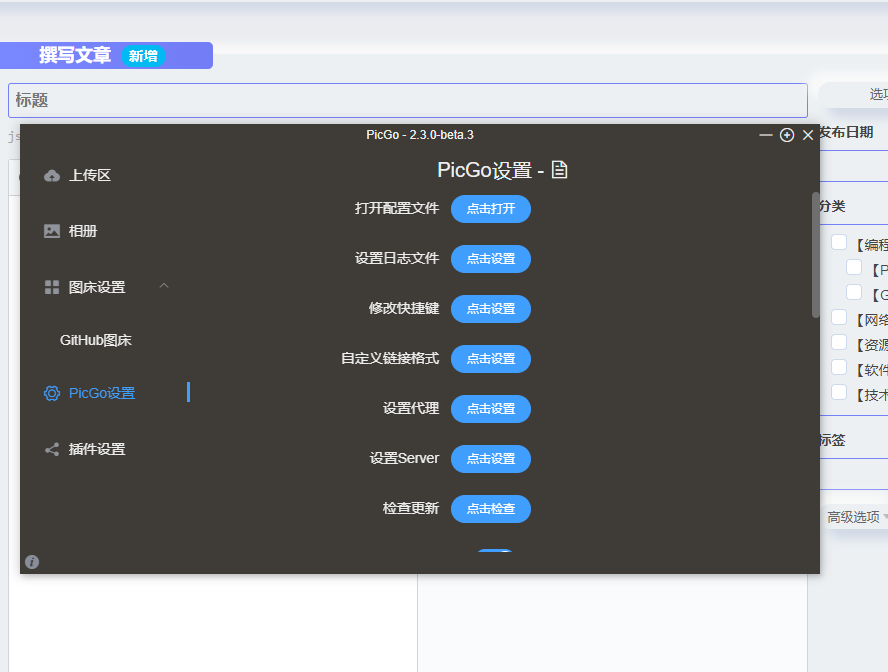 撰写文章 新增
标题
选项
js
PicGo - 2.3.0-beta.3
发布日期
PicGo设置 -
上传区
打开配置文件 点击打开
分类
相册
【编程
设置日志文件 点击设置
【P
图床设置
【G
修改快捷键 点击设置
【网络
GitHub图床
【资源
自定义链接格式 点击设置
【软件
PicGo设置
【技术
设置代理 点击设置
标签
插件设置
设置Server 点击设置
检查更新 点击检查
高级选项